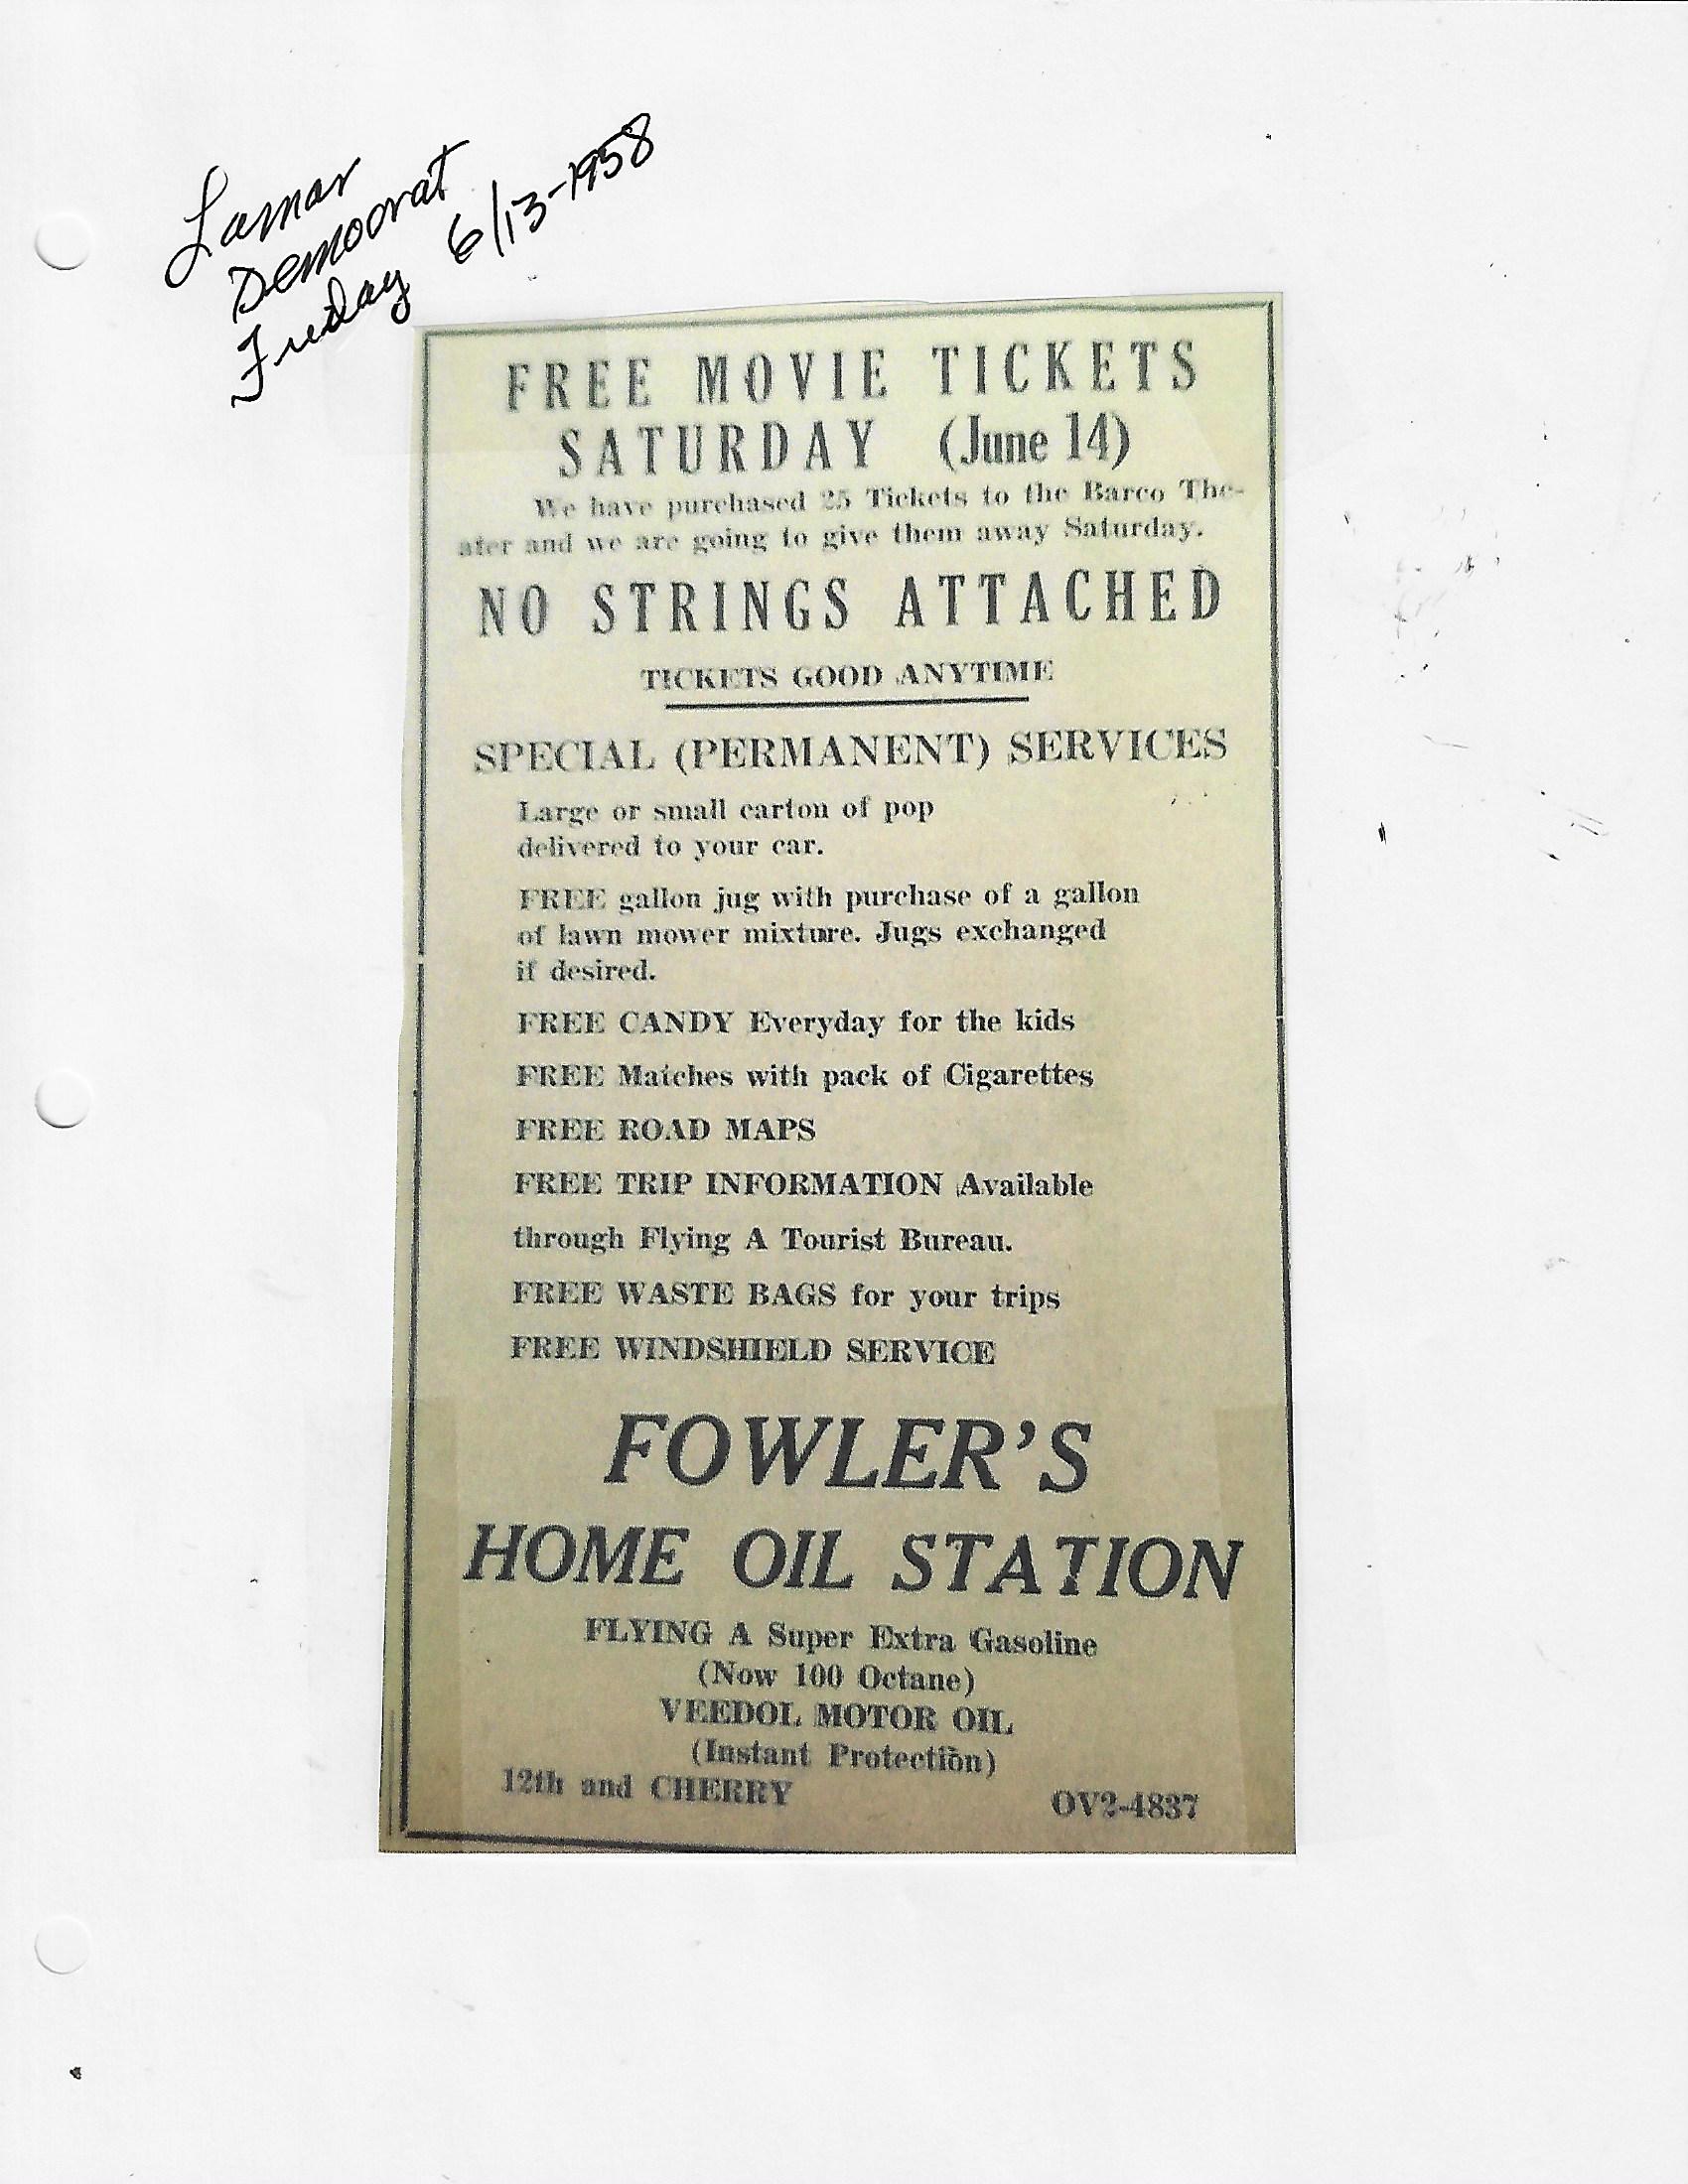 Lamar
Democrat
Friday 6/13-1958
FREE MOVIE TICKETS
SATURDAY (June 14)
We have purchased 25 Tickets to the Barco The-
ater and we are going to give them away Saturday.
NO STRINGS ATTACHED
TICKETS GOOD ANYTIME
SPECIAL (PERMANENT) SERVICES
Large or small carton of pop
delivered to your car.
FREE gallon jug with purchase of a gallon
of lawn mower mixture. Jugs exchanged
if desired.
FREE CANDY Everyday for the kids
FREE Matches with pack of Cigarettes
FREE ROAD MAPS
FREE TRIP INFORMATION Available
through Flying A Tourist Bureau.
FREE WASTE BAGS for your trips
FREE WINDSHIELD SERVICE
FOWLER'S
HOME OIL STATION
FLYING A Super Extra Gasoline
(Now 100 Octane)
VEEDOL MOTOR OIL
(Instant Protection)
12th and CHERRY OV2-4837